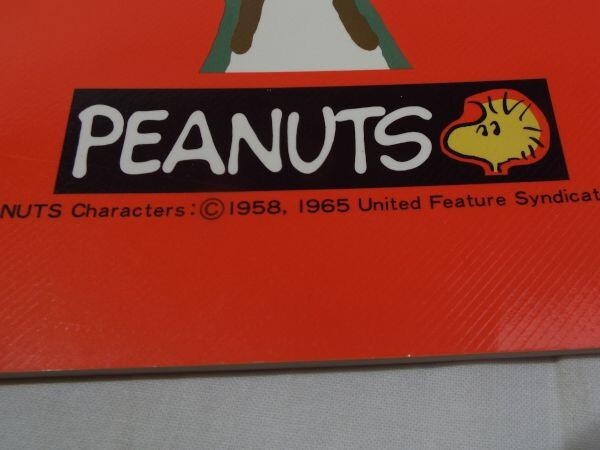 PEANUTS
NUTS Characters: ©1958, 1965 United Feature Syndicat